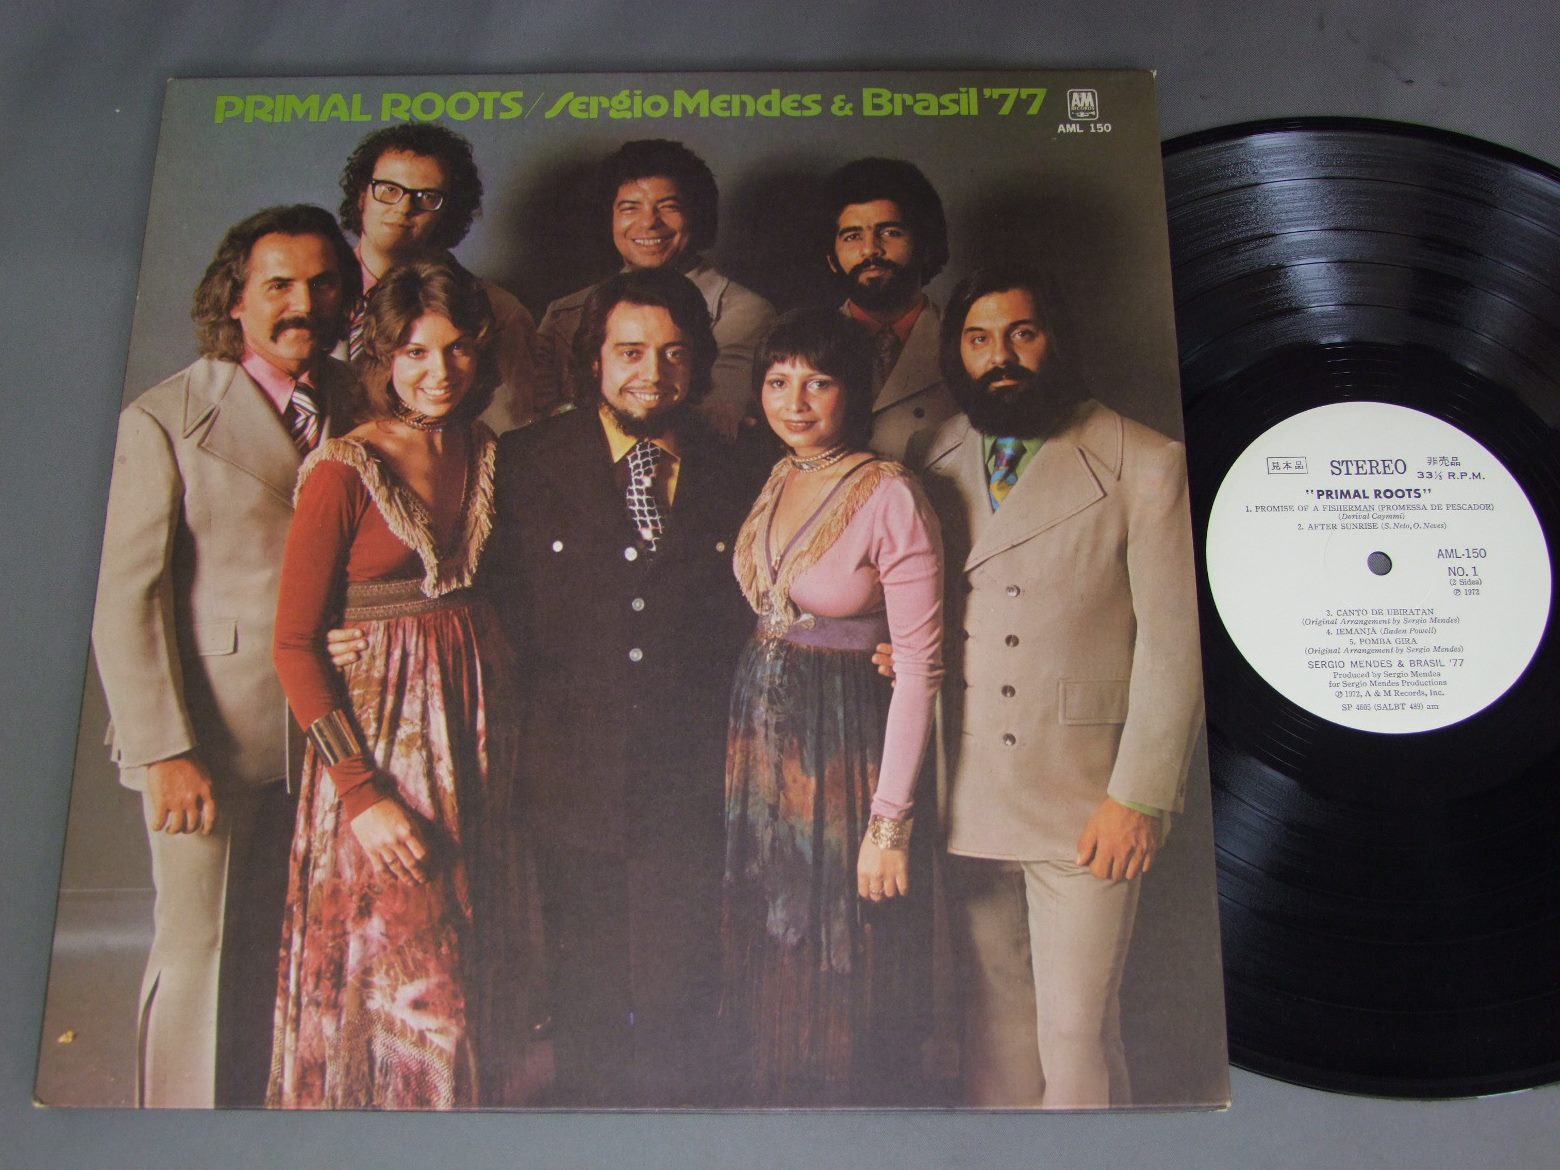 PRIMAL ROOTS / Sergio Mendes & Brasil '77
A&M
RECORDS
AML 150
見本品 STEREO 非売品
33⅓ R.P.M.
"PRIMAL ROOTS"
1. PROMISE OF A FISHERMAN (PROMESSA DE PESCADOR)
(Dorival Caymmi)
2. AFTER SUNRISE (S. Neto, O. Neves)
AML-150
NO. 1
(2 Sides)
℗ 1972
3. CANTO DE UBIRATAN
(Original Arrangement by Sergio Mendes)
4. IEMANJA (Baden Powell)
5. POMBA GIRA
(Original Arrangement by Sergio Mendes)
SERGIO MENDES & BRASIL '77
Produced by Sergio Mendes
for Sergio Mendes Productions
℗ 1972, A & M Records, Inc.
SP 4605 (SALBT 489) am